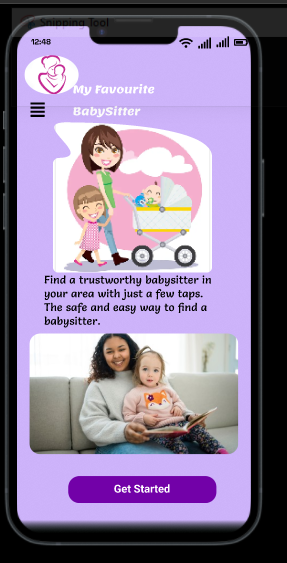 Snipping Tool
12:48
My Favourite
BabySitter
Find a trustworthy babysitter in
your area with just a few taps.
The safe and easy way to find a
babysitter.
Get Started